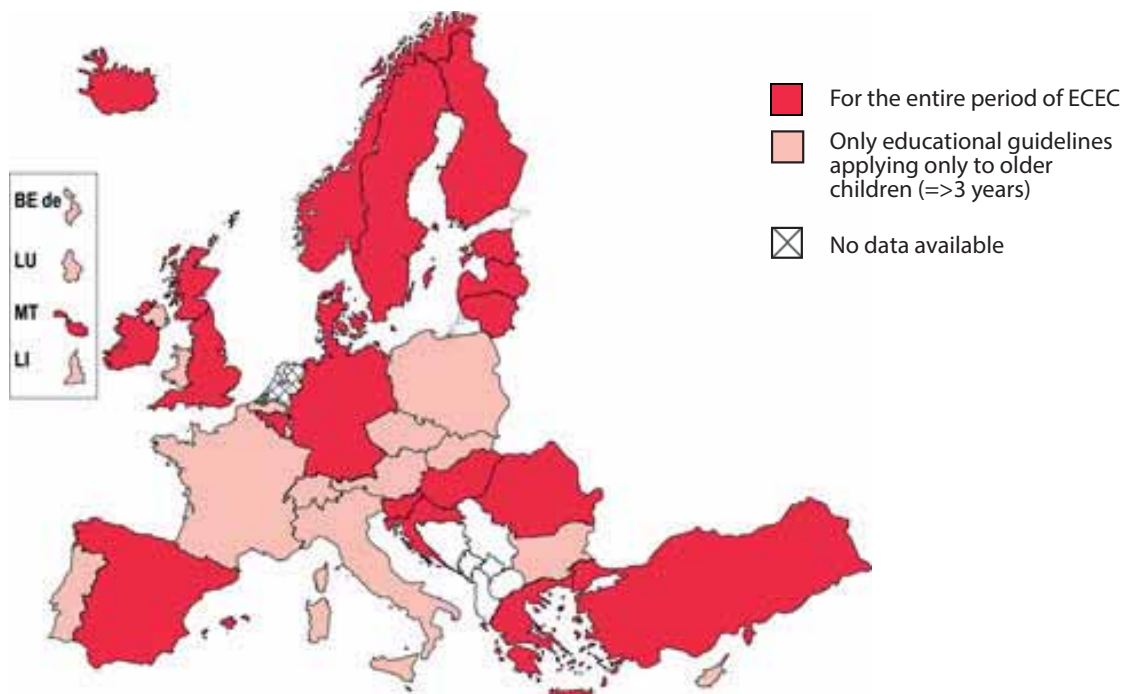 For the entire period of ECEC
Only educational guidelines
applying only to older
children (=>3 years)
No data available
BE de
LU
MT
LI